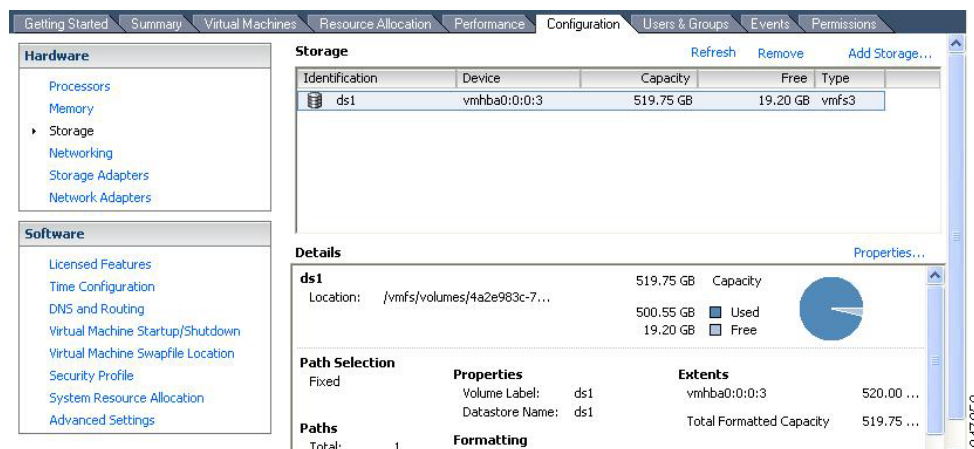 Getting Started Summary Virtual Machines Resource Allocation Performance Configuration Users & Groups Events Permissions
Hardware
Processors
Memory
Storage
Networking
Storage Adapters
Network Adapters
Software
Licensed Features
Time Configuration
DNS and Routing
Virtual Machine Startup/Shutdown
Virtual Machine Swapfile Location
Security Profile
System Resource Allocation
Advanced Settings
Storage Refresh Remove Add Storage...
Identification Device Capacity Free Type
ds1 vmhba0:0:0:3 519.75 GB 19.20 GB vmfs3
Details Properties...
ds1 519.75 GB Capacity
Location: /vmfs/volumes/4a2e983c-7...
500.55 GB Used
19.20 GB Free
Path Selection
Fixed
Paths
Total: 1
Properties
Volume Label: ds1
Datastore Name: ds1
Formatting
Extents
vmhba0:0:0:3 520.00 ...
Total Formatted Capacity 519.75 ...